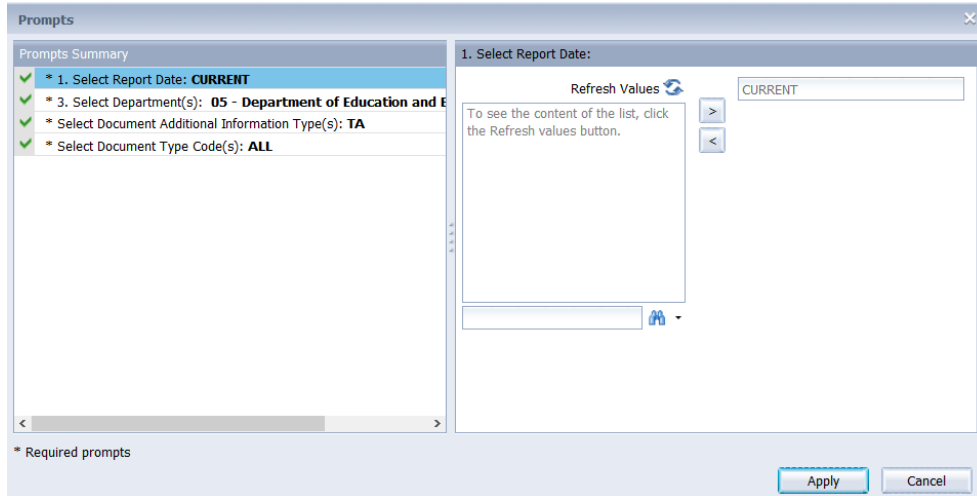 Prompts
Prompts Summary
* 1. Select Report Date: CURRENT
* 3. Select Department(s): 05 - Department of Education and E
* Select Document Additional Information Type(s): TA
* Select Document Type Code(s): ALL
1. Select Report Date:
Refresh Values
To see the content of the list, click
the Refresh values button.
>
<
CURRENT
* Required prompts
Apply
Cancel